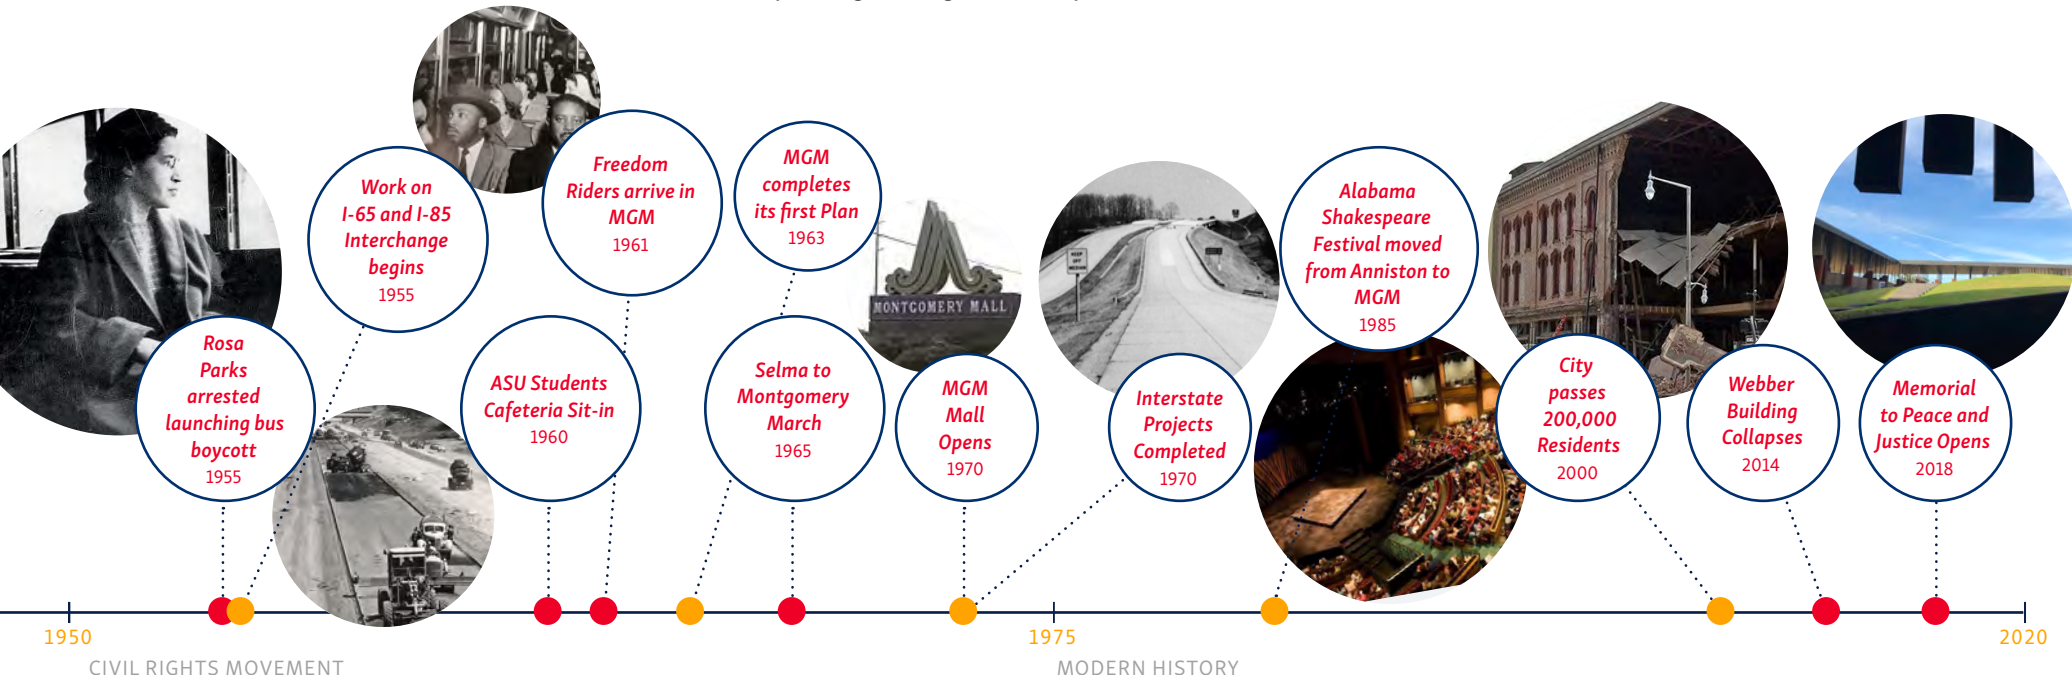 Rosa
Parks
arrested
launching bus
boycott
1955
Work on
I-65 and I-85
Interchange
begins
1955
ASU Students
Cafeteria Sit-in
1960
Freedom
Riders arrive in
MGM
1961
MGM
completes
its first Plan
1963
Selma to
Montgomery
March
1965
MONTGOMERY MALL
MGM
Mall
Opens
1970
KEEP
OFF
MEDIAN
Interstate
Projects
Completed
1970
Alabama
Shakespeare
Festival moved
from Anniston to
MGM
1985
City
passes
200,000
Residents
2000
Webber
Building
Collapses
2014
Memorial
to Peace and
Justice Opens
2018
1950
1975
2020
CIVIL RIGHTS MOVEMENT
MODERN HISTORY